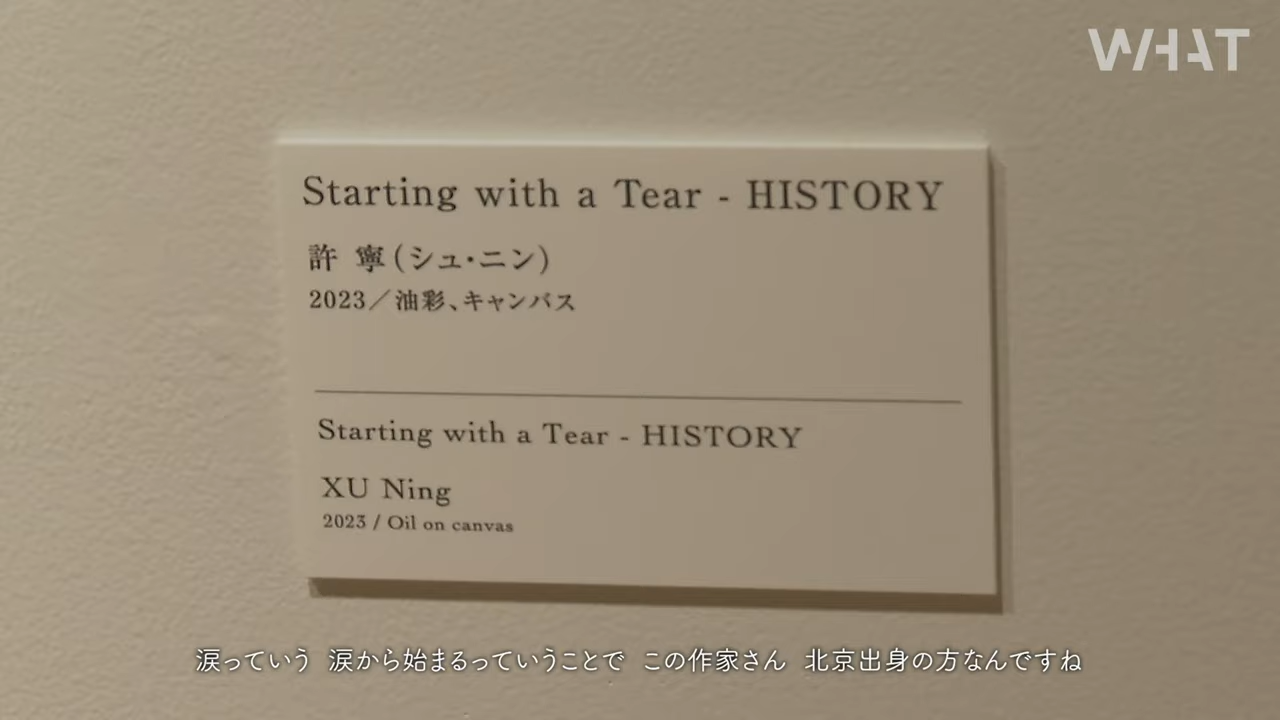 WHAT
Starting with a Tear - HISTORY
許 寧(シュ・ニン)
2023/油彩、キャンバス
Starting with a Tear - HISTORY
XU Ning
2023 / Oil on canvas
涙っていう 涙から始まるっていうことで この作家さん 北京出身の方なんですね